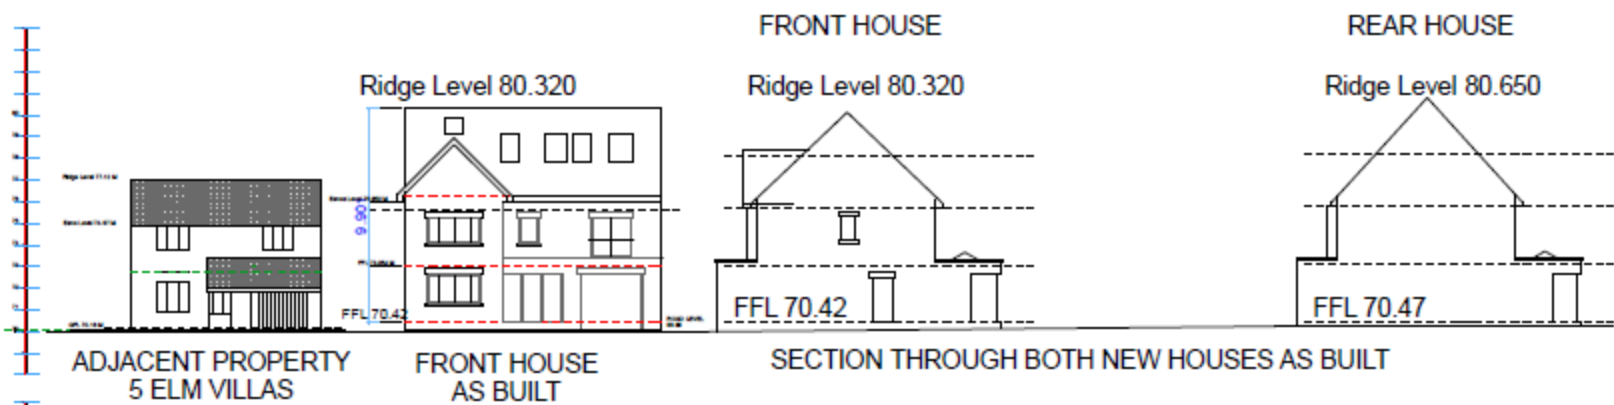 FRONT HOUSE
REAR HOUSE
Ridge Level 80.320
Ridge Level 80.320
Ridge Level 80.650
9.90
FFL 70.42
FFL 70.42
FFL 70.47
ADJACENT PROPERTY
5 ELM VILLAS
FRONT HOUSE
AS BUILT
SECTION THROUGH BOTH NEW HOUSES AS BUILT